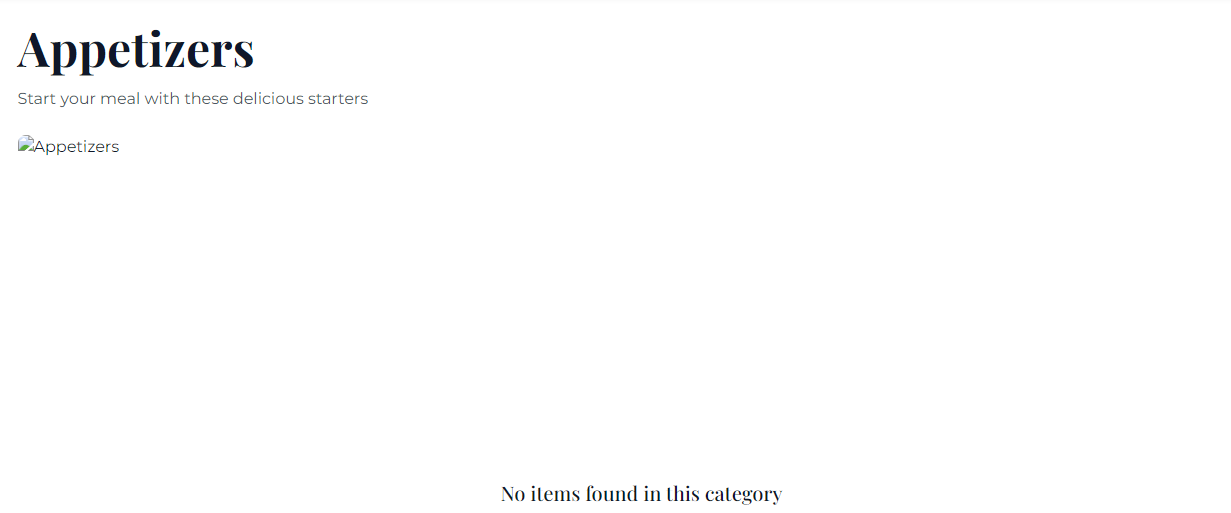 Appetizers
Start your meal with these delicious starters
Appetizers
No items found in this category